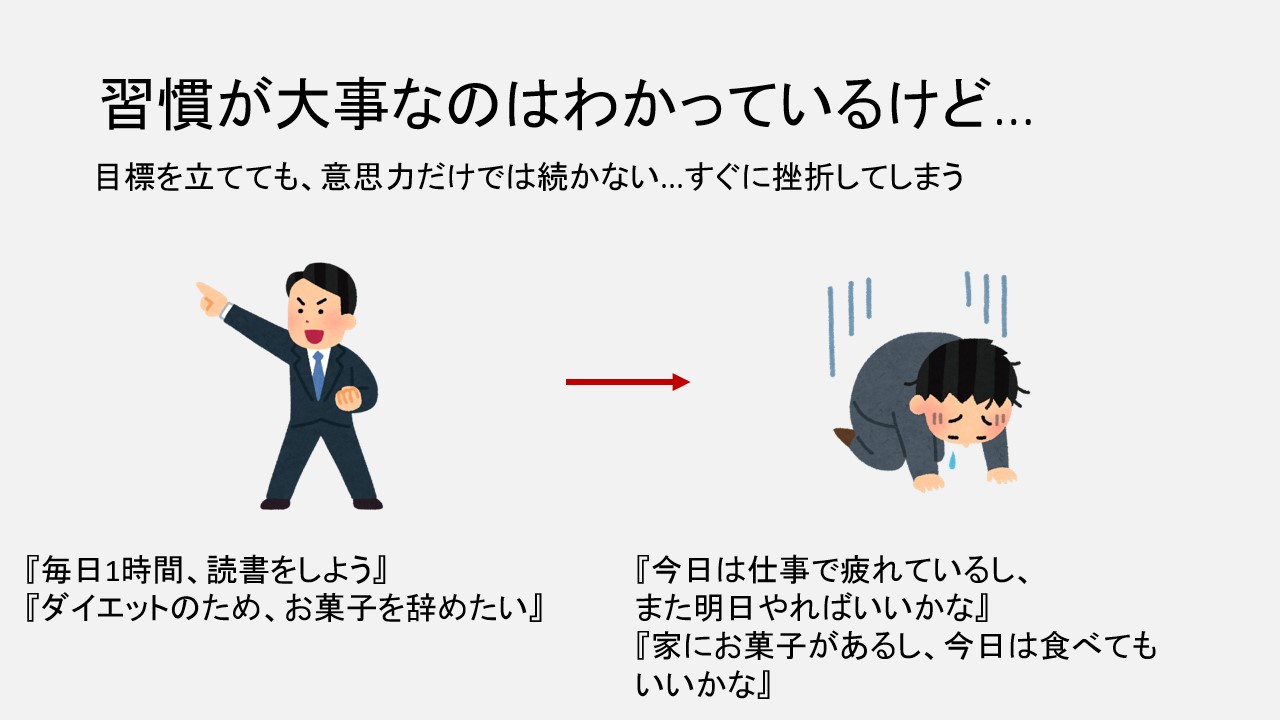 習慣が大事なのはわかっているけど…
目標を立てても、意思力だけでは続かない…すぐに挫折してしまう
『毎日1時間、読書をしよう』
『ダイエットのため、お菓子を辞めたい』
『今日は仕事で疲れているし、
また明日やればいいかな』
『家にお菓子があるし、今日は食べても
いいかな』